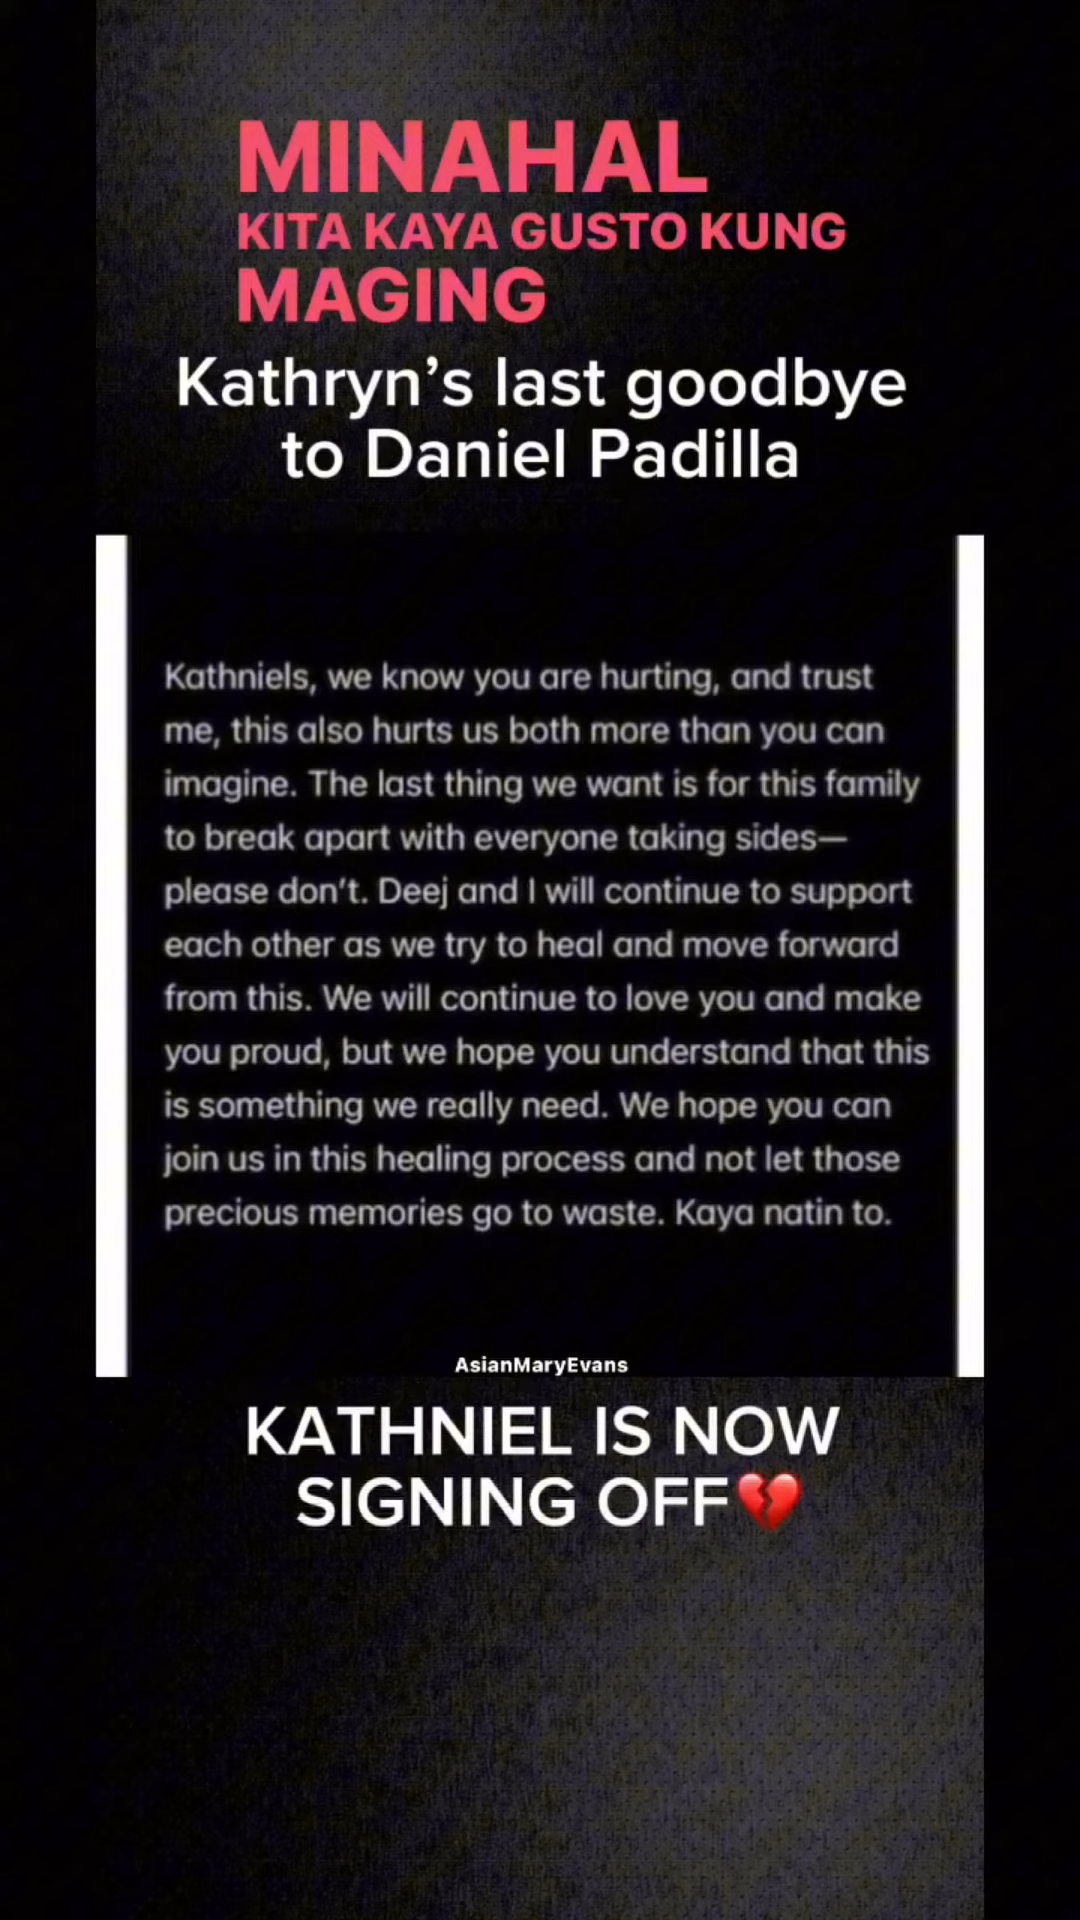 MINAHAL
KITA KAYA GUSTO KUNG
MAGING
Kathryn’s last goodbye
to Daniel Padilla
Kathniels, we know you are hurting, and trust
me, this also hurts us both more than you can
imagine. The last thing we want is for this family
to break apart with everyone taking sides—
please don’t. Deej and I will continue to support
each other as we try to heal and move forward
from this. We will continue to love you and make
you proud, but we hope you understand that this
is something we really need. We hope you can
join us in this healing process and not let those
precious memories go to waste. Kaya natin to.
AsianMaryEvans
KATHNIEL IS NOW
SIGNING OFF💔